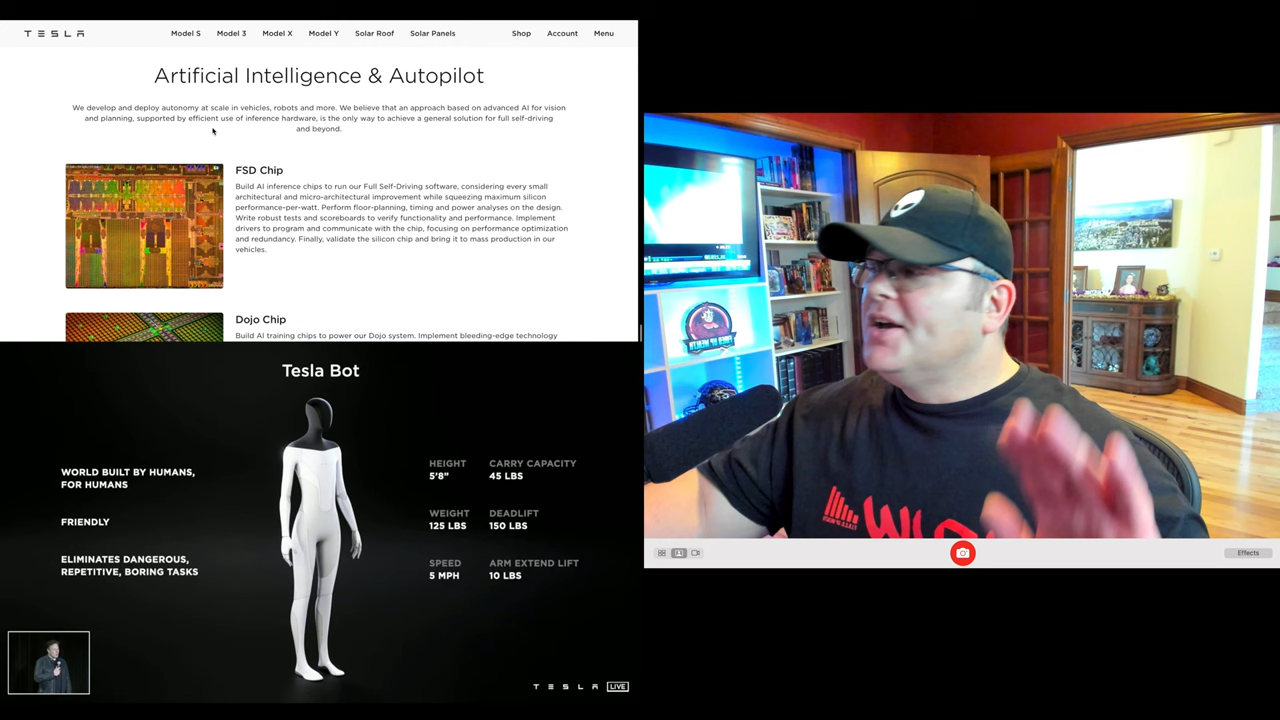 TESLA
Model S Model 3 Model X Model Y Solar Roof Solar Panels
Shop Account Menu
Artificial Intelligence & Autopilot
We develop and deploy autonomy at scale in vehicles, robots and more. We believe that an approach based on advanced AI for vision
and planning, supported by efficient use of inference hardware, is the only way to achieve a general solution for full self-driving
and beyond.
FSD Chip
Build AI inference chips to run our Full Self-Driving software, considering every small
architectural and micro-architectural improvement while squeezing maximum silicon
performance-per-watt. Perform floor-planning, timing and power analyses on the design.
Write robust tests and scoreboards to verify functionality and performance. Implement
drivers to program and communicate with the chip, focusing on performance optimization
and redundancy. Finally, validate the silicon chip and bring it to mass production in our
vehicles.
Dojo Chip
Build AI training chips to power our Dojo system. Implement bleeding-edge technology
Tesla Bot
WORLD BUILT BY HUMANS,
FOR HUMANS
FRIENDLY
ELIMINATES DANGEROUS,
REPETITIVE, BORING TASKS
HEIGHT
5'8"
CARRY CAPACITY
45 LBS
WEIGHT
125 LBS
DEADLIFT
150 LBS
SPEED
5 MPH
ARM EXTEND LIFT
10 LBS
TESLA LIVE
Effects